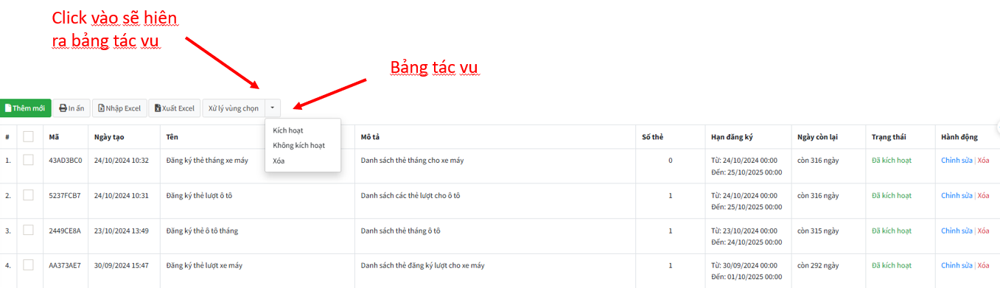 Click vào sẽ hiện
ra bảng tác vu
Bảng tác vu
Thêm mới In ấn Nhập Excel Xuất Excel Xử lý vùng chọn
Kích hoạt
Không kích hoạt
Xóa
# Mã Ngày tạo Tên Mô tả Số thẻ Hạn đăng ký Ngày còn lại Trạng thái Hành động
1. 43AD3BC0 24/10/2024 10:32 Đăng ký thẻ tháng xe máy Danh sách thẻ tháng cho xe máy 0 Từ: 24/10/2024 00:00 còn 316 ngày Đã kích hoạt Chỉnh sửa | Xóa
Đến: 25/10/2025 00:00
2. 5237FCB7 24/10/2024 10:31 Đăng ký thẻ lượt ô tô Danh sách các thẻ lượt cho ô tô 1 Từ: 24/10/2024 00:00 còn 316 ngày Đã kích hoạt Chỉnh sửa | Xóa
Đến: 25/10/2025 00:00
3. 2449CE8A 23/10/2024 13:49 Đăng ký thẻ ô tô tháng Danh sách thẻ tháng ô tô 1 Từ: 23/10/2024 00:00 còn 315 ngày Đã kích hoạt Chỉnh sửa | Xóa
Đến: 24/10/2025 00:00
4. AA373AE7 30/09/2024 15:47 Đăng ký thẻ lượt xe máy Danh sách thẻ đăng ký lượt cho xe máy 1 Từ: 30/09/2024 00:00 còn 292 ngày Đã kích hoạt Chỉnh sửa | Xóa
Đến: 01/10/2025 00:00